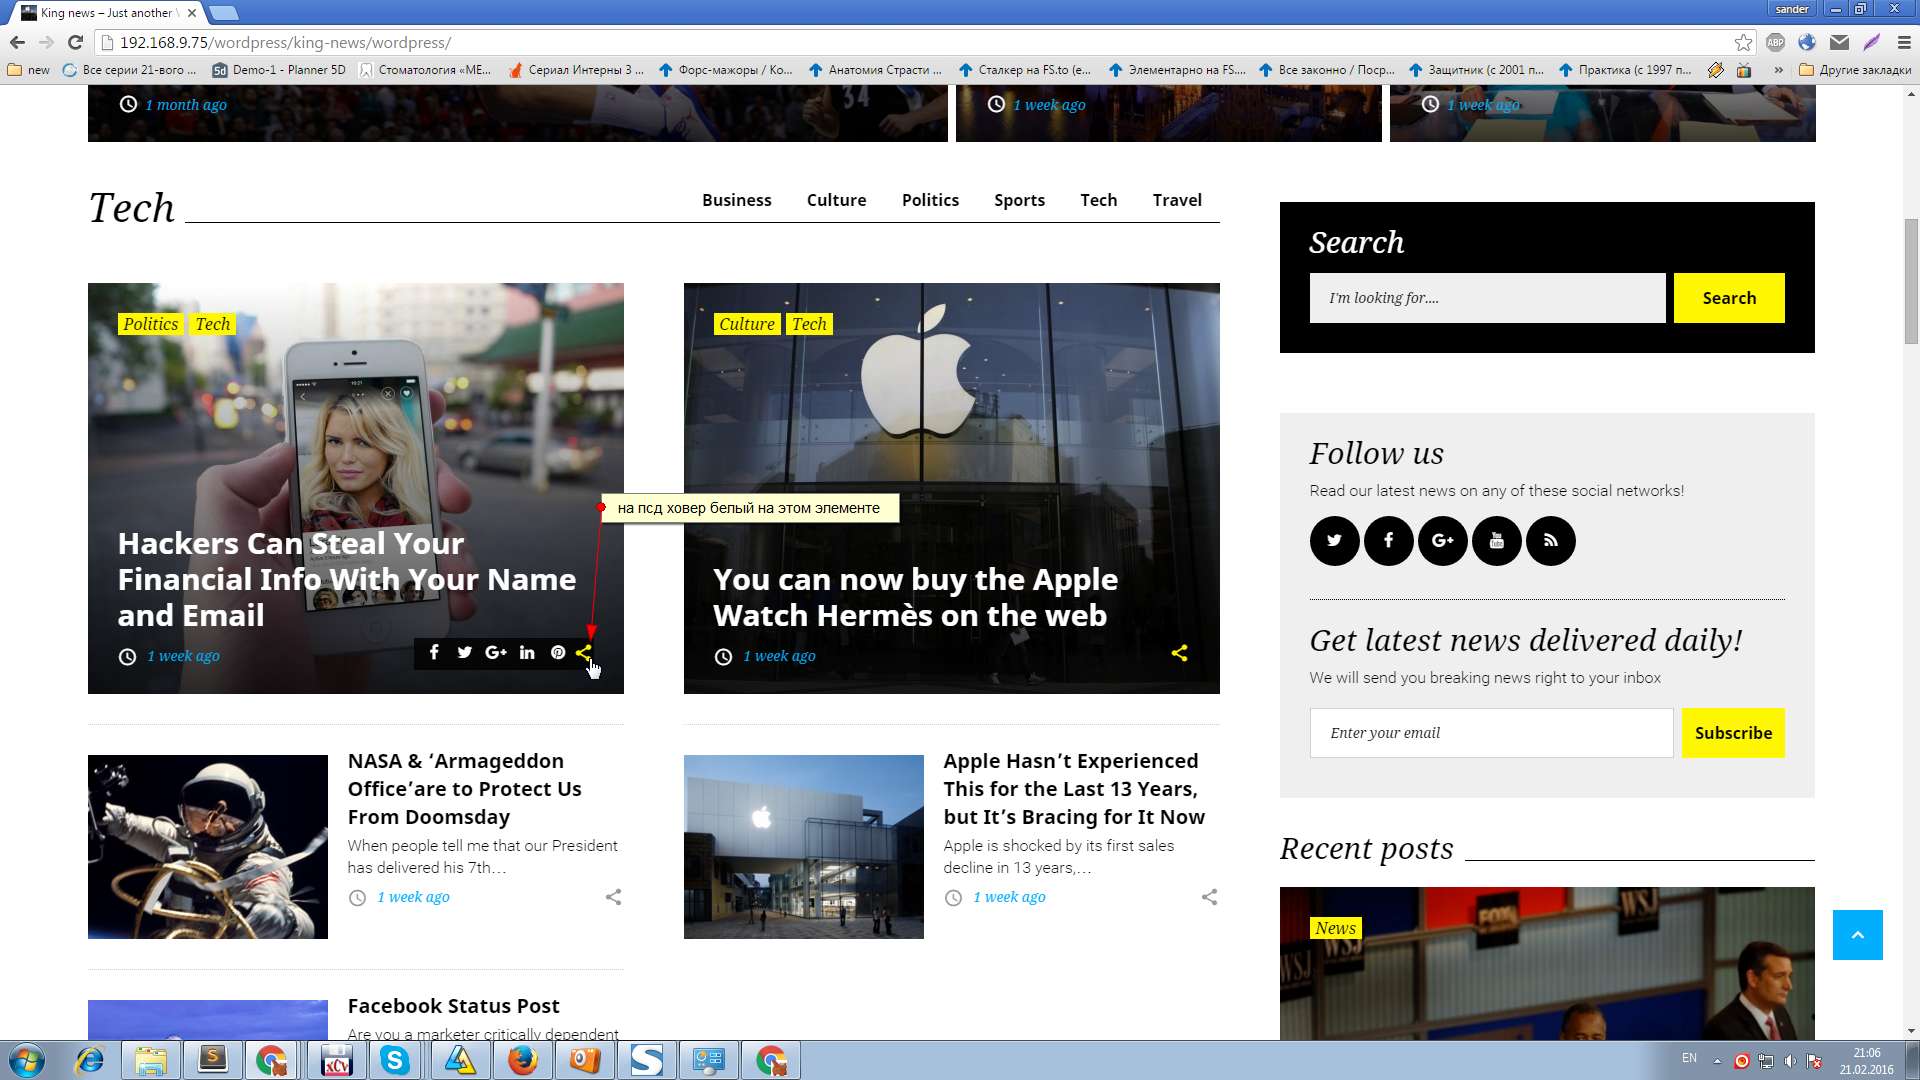 King news – Just another
sander
192.168.9.75/wordpress/king-news/wordpress/
ABP
new
Все серии 21-вого ...
5d
Demo-1 - Planner 5D
Стоматология «МЕ...
Сериал Интерны 3 ...
Форс-мажоры / Ко...
Анатомия Страсти ...
Сталкер на FS.to (е...
Элементарно на FS....
Все законно / Поср...
Защитник (с 2001 п...
Практика (с 1997 п...
»
Другие закладки
34
1 month ago
1 week ago
1 week ago
Tech
Business
Culture
Politics
Sports
Tech
Travel
Search
I'm looking for....
Search
Politics
Tech
Culture
Tech
Hackers Can Steal Your
Financial Info With Your Name
and Email
1 week ago
на псд ховер белый на этом элементе
You can now buy the Apple
Watch Hermès on the web
1 week ago
Follow us
Read our latest news on any of these social networks!
You
Tube
Get latest news delivered daily!
We will send you breaking news right to your inbox
Enter your email
Subscribe
NASA & ‘Armageddon
Office’are to Protect Us
From Doomsday
When people tell me that our President
has delivered his 7th…
1 week ago
Apple Hasn’t Experienced
This for the Last 13 Years,
but It’s Bracing for It Now
Apple is shocked by its first sales
decline in 13 years,…
1 week ago
Recent posts
News
FOX
WSJ
WSJ
WSJ
Facebook Status Post
Are you a marketer critically dependent
xCv
EN
21:06
21.02.2016